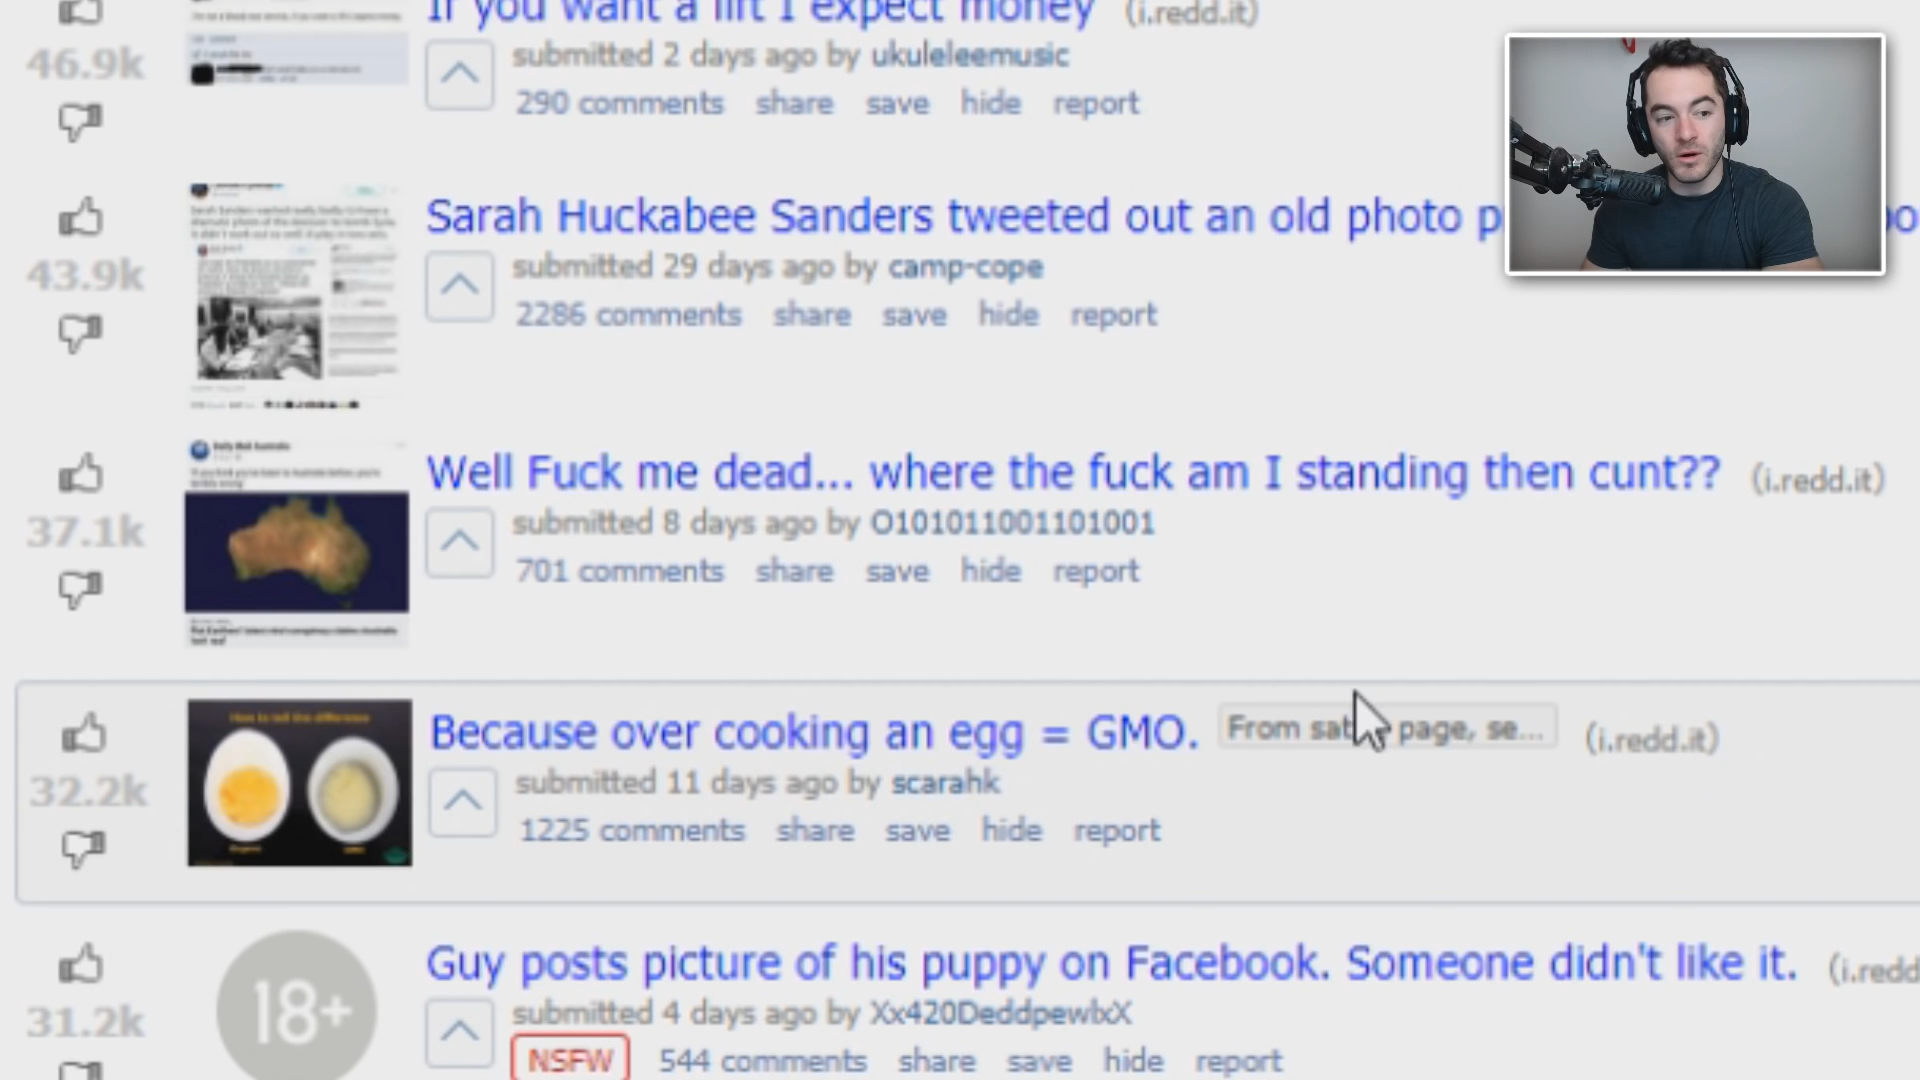 If you want a lift I expect money (i.redd.it)
46.9k
submitted 2 days ago by ukuleleemusic
290 comments share save hide report
Sarah Huckabee Sanders tweeted out an old photo p
43.9k
submitted 29 days ago by camp-cope
2286 comments share save hide report
Well Fuck me dead... where the fuck am I standing then cunt?? (i.redd.it)
37.1k
submitted 8 days ago by O101011001101001
701 comments share save hide report
How to tell the difference
Because over cooking an egg = GMO. From sat page, se... (i.redd.it)
32.2k
submitted 11 days ago by scarahk
1225 comments share save hide report
Guy posts picture of his puppy on Facebook. Someone didn't like it. (i.redd
31.2k
18+
submitted 4 days ago by Xx420DeddpewlxX
NSFW 544 comments share save hide report